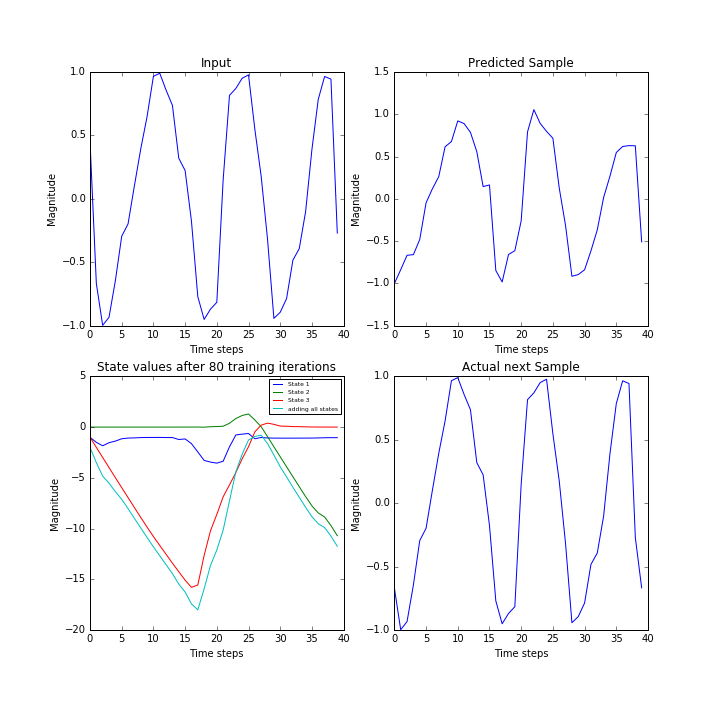 Input
Magnitude
1.0
0.5
0.0
−0.5
−1.0
0 5 10 15 20 25 30 35 40
Time steps
Predicted Sample
Magnitude
1.5
1.0
0.5
0.0
−0.5
−1.0
−1.5
0 5 10 15 20 25 30 35 40
Time steps
State values after 80 training iterations
Magnitude
5
0
−5
−10
−15
−20
State 1
State 2
State 3
adding all states
0 5 10 15 20 25 30 35 40
Time steps
Actual next Sample
Magnitude
1.0
0.5
0.0
−0.5
−1.0
0 5 10 15 20 25 30 35 40
Time steps